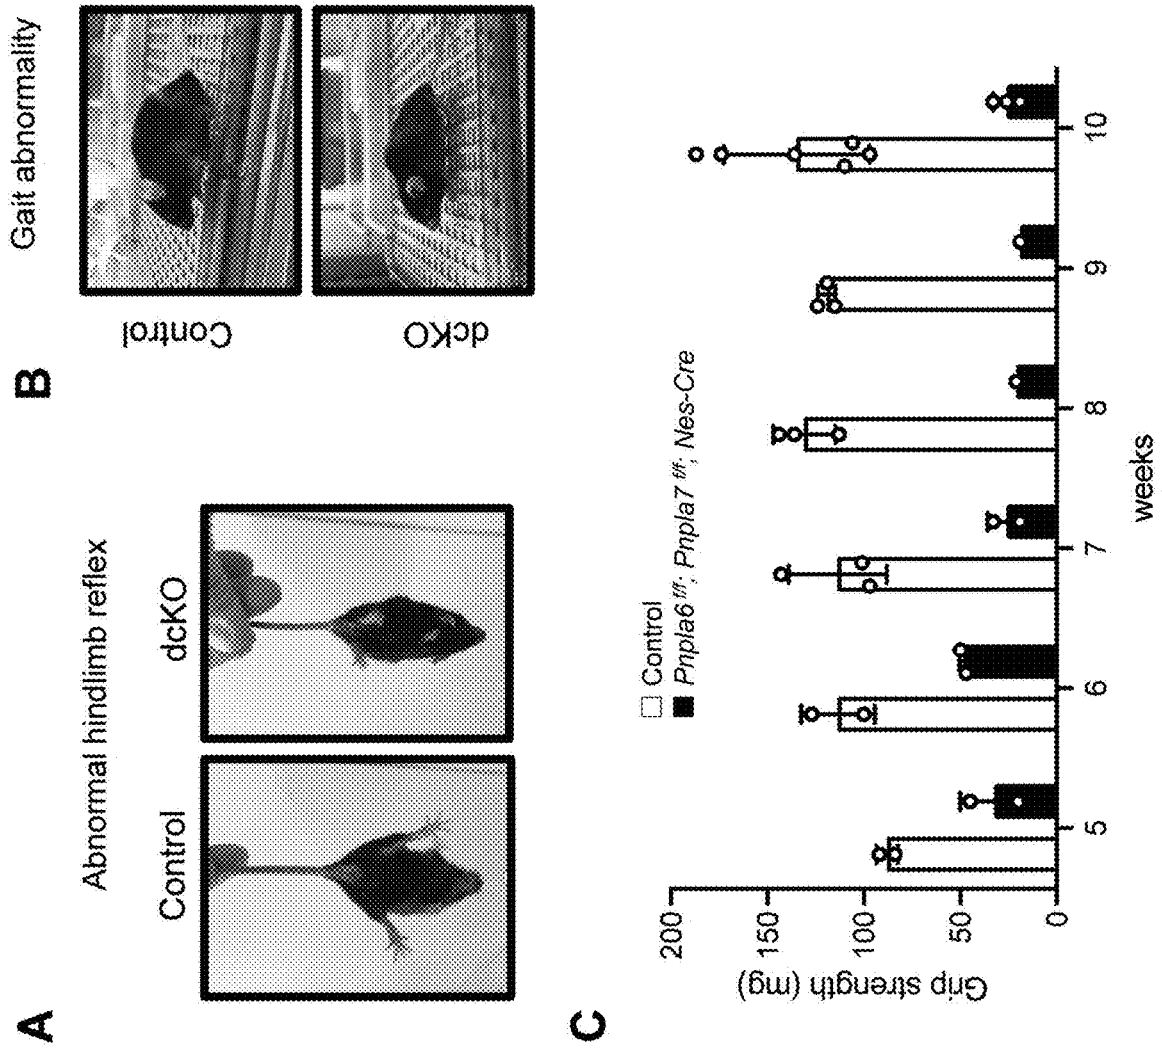 A
Abnormal hindlimb reflex
Control
dcKO
B
Gait abnormality
Control
dcKO
C
Control
Pnpla6 f/f; Pnpla7 f/f; Nes-Cre
Grip strength (mg)
200
150
100
50
0
5
6
7
8
9
10
weeks